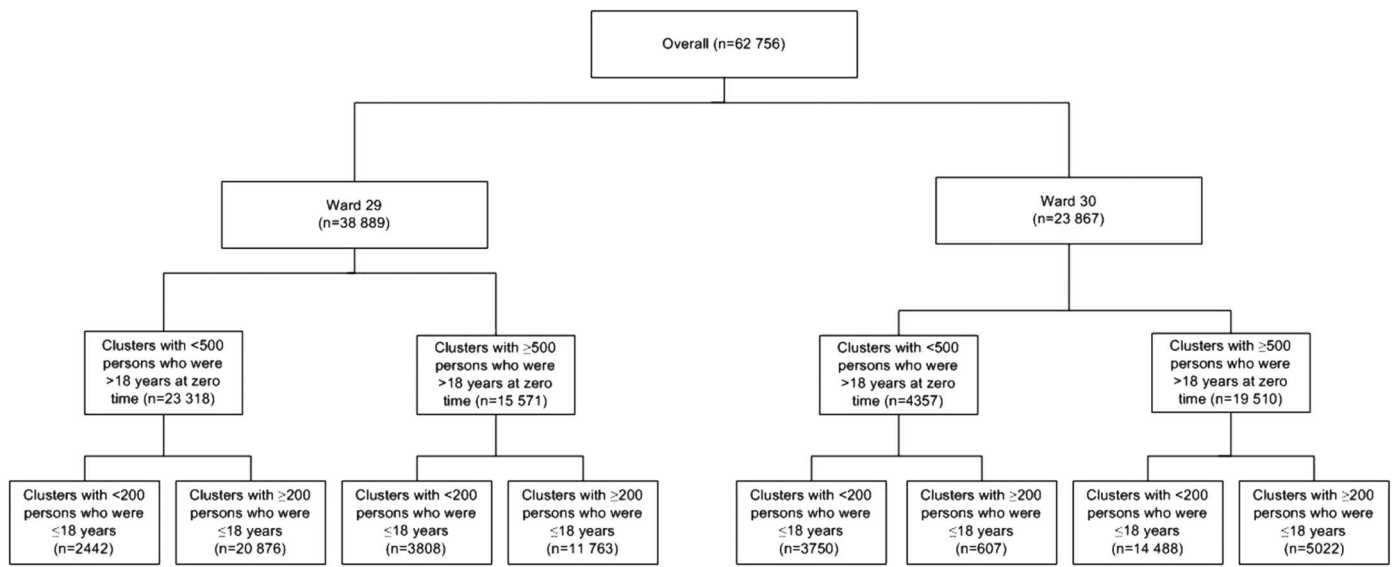 Overall (n=62 756)
Ward 29
(n=38 889)
Ward 30
(n=23 867)
Clusters with <500
persons who were
>18 years at zero
time (n=23 318)
Clusters with ≥500
persons who were
>18 years at zero
time (n=15 571)
Clusters with <500
persons who were
>18 years at zero
time (n=4357)
Clusters with ≥500
persons who were
>18 years at zero
time (n=19 510)
Clusters with <200
persons who were
≤18 years
(n=2442)
Clusters with ≥200
persons who were
≤18 years
(n=20 876)
Clusters with <200
persons who were
≤18 years
(n=3808)
Clusters with ≥200
persons who were
≤18 years
(n=11 763)
Clusters with <200
persons who were
≤18 years
(n=3750)
Clusters with ≥200
persons who were
≤18 years
(n=607)
Clusters with <200
persons who were
≤18 years
(n=14 488)
Clusters with ≥200
persons who were
≤18 years
(n=5022)